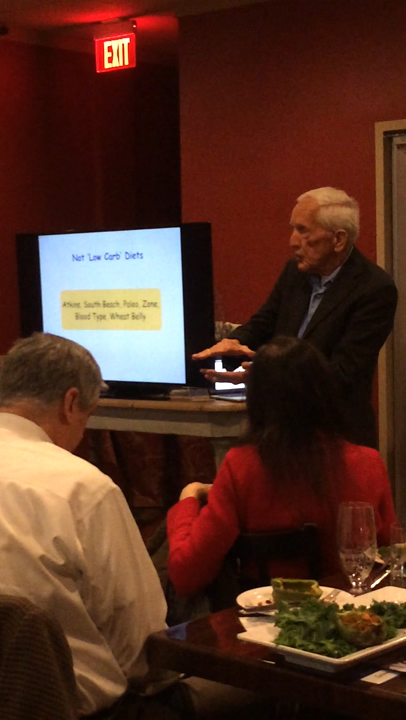 EXIT
Not 'Low Carb' Diets
Atkins, South Beach, Paleo, Zone,
Blood Type, Wheat Belly